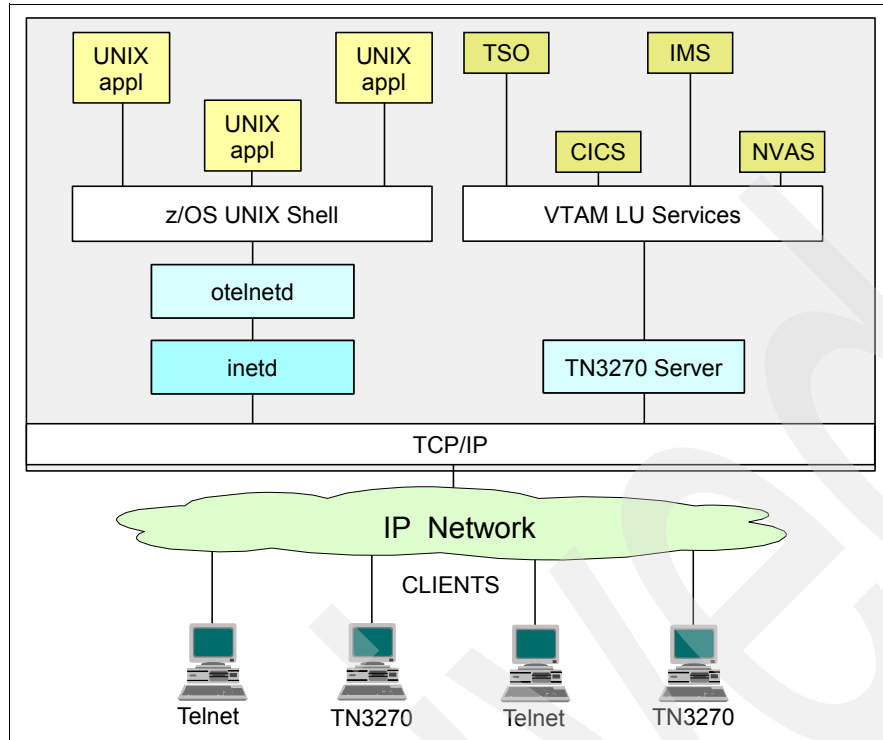 UNIX
appl
UNIX
appl
UNIX
appl
TSO
IMS
CICS
NVAS
z/OS UNIX Shell
VTAM LU Services
otelnetd
inetd
TN3270 Server
TCP/IP
IP Network
CLIENTS
Telnet
TN3270
Telnet
TN3270